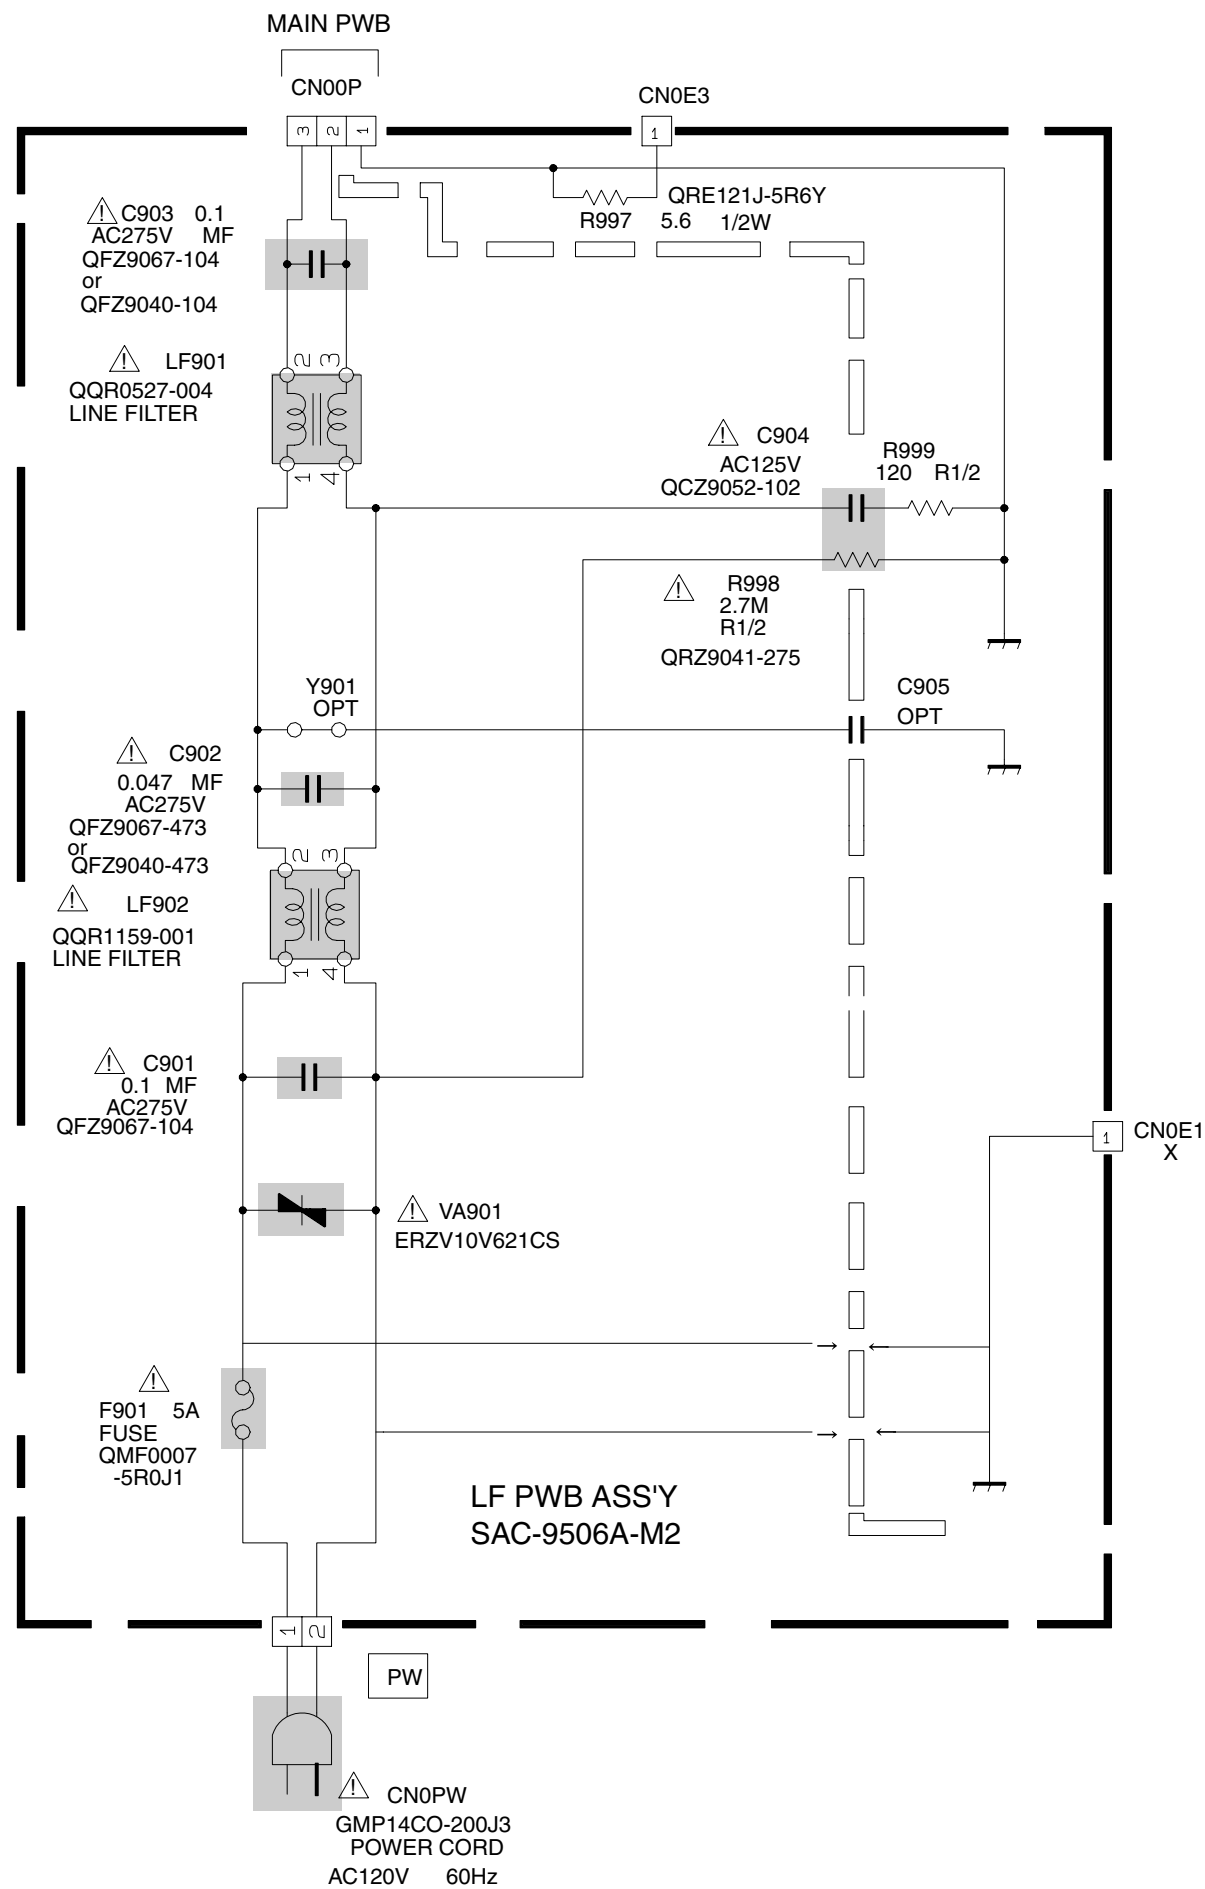 MAIN PWB
CN00P
CN0E3
3 2 1
1
C903 0.1
AC275V MF
QFZ9067-104
or
QFZ9040-104
QRE121J-5R6Y
R997 5.6 1/2W
LF901
QQR0527-004
LINE FILTER
2 3
1 4
C904
AC125V
QCZ9052-102
R999
120 R1/2
R998
2.7M
R1/2
QRZ9041-275
Y901
OPT
C905
OPT
C902
0.047 MF
AC275V
QFZ9067-473
or
QFZ9040-473
2 3
LF902
QQR1159-001
LINE FILTER
1 4
C901
0.1 MF
AC275V
QFZ9067-104
1
CN0E1
X
VA901
ERZV10V621CS
F901 5A
FUSE
QMF0007
-5R0J1
LF PWB ASS'Y
SAC-9506A-M2
1 2
PW
CN0PW
GMP14CO-200J3
POWER CORD
AC120V 60Hz